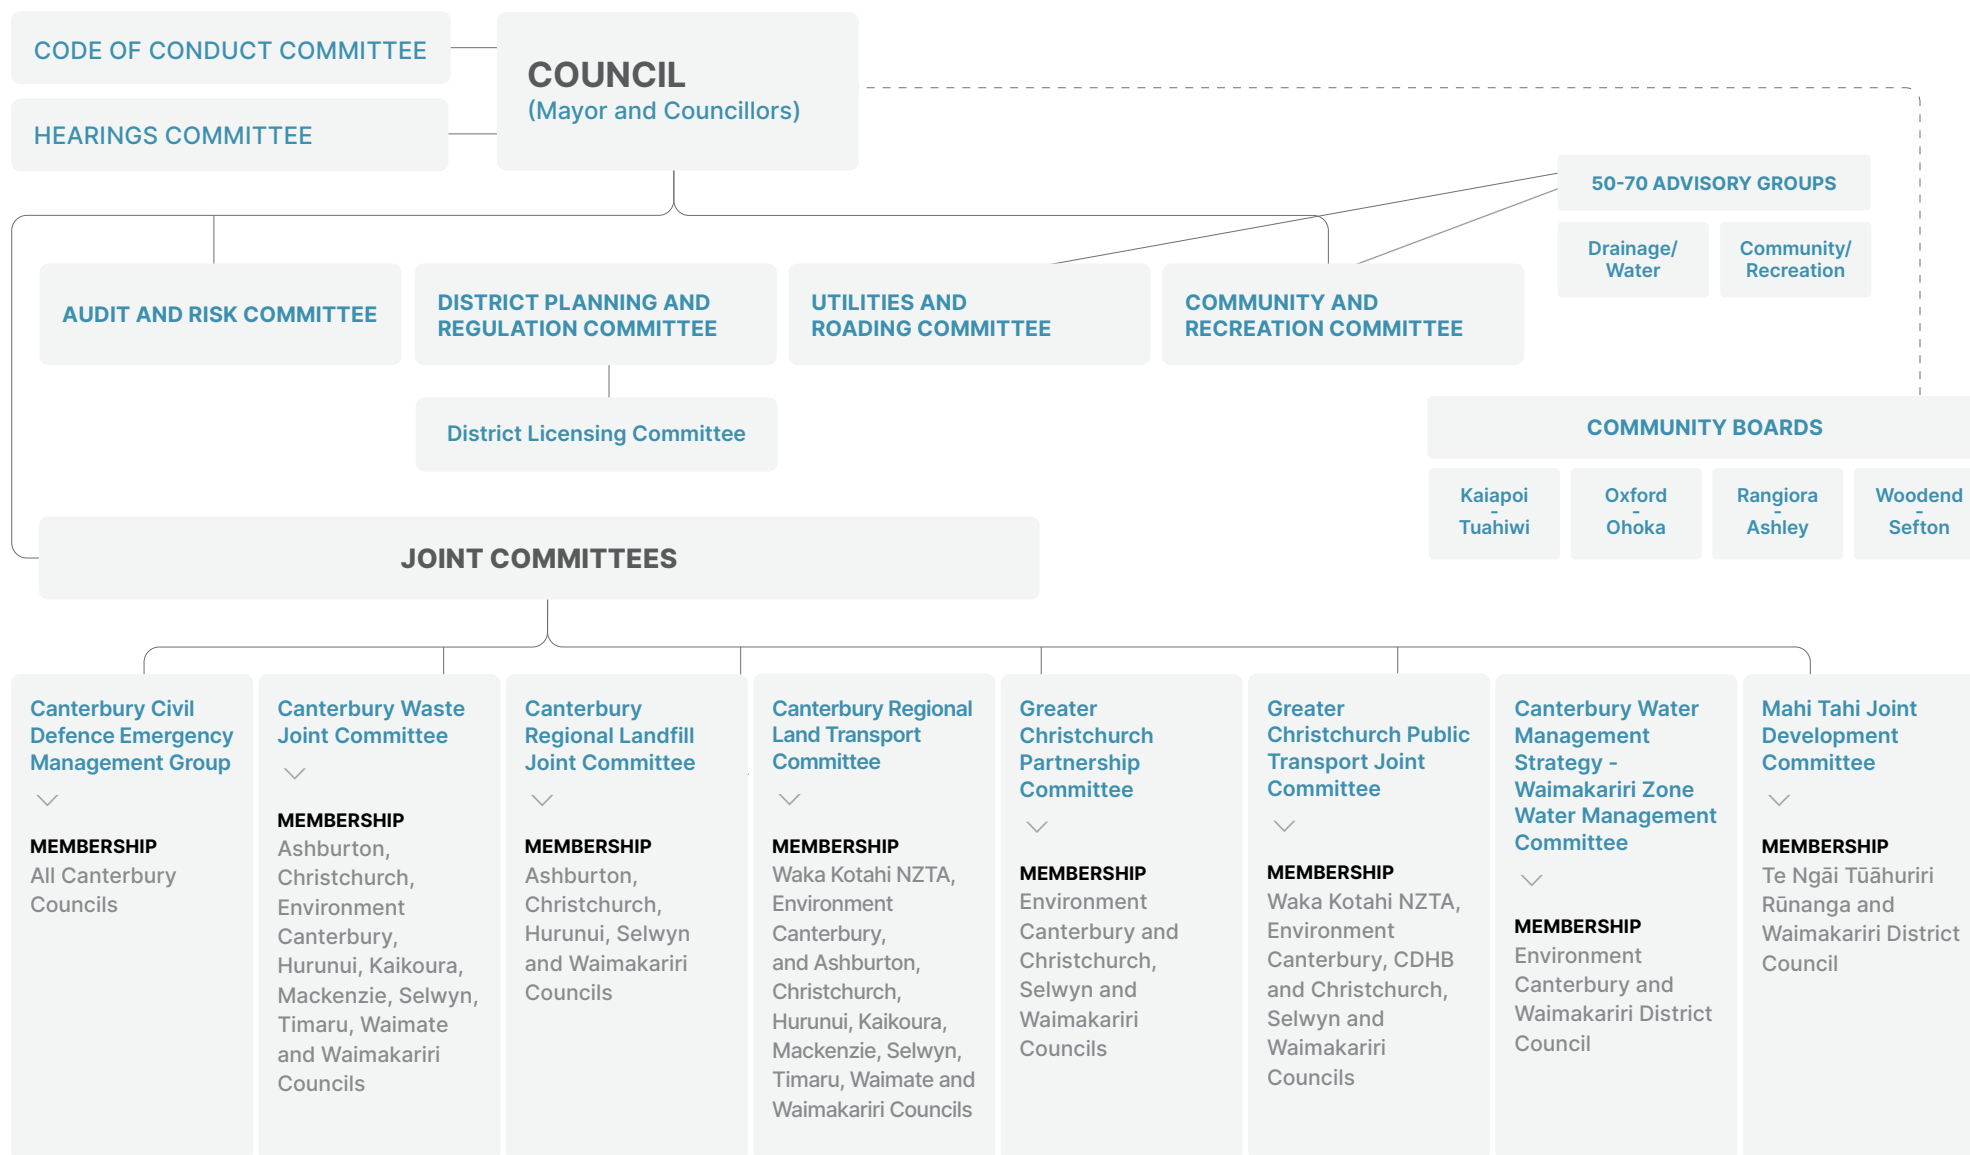 CODE OF CONDUCT COMMITTEE
HEARINGS COMMITTEE
COUNCIL
(Mayor and Councillors)
50-70 ADVISORY GROUPS
Drainage/
Water
Community/
Recreation
AUDIT AND RISK COMMITTEE
DISTRICT PLANNING AND
REGULATION COMMITTEE
UTILITIES AND
ROADING COMMITTEE
COMMUNITY AND
RECREATION COMMITTEE
District Licensing Committee
COMMUNITY BOARDS
Kaiapoi
-
Tuahiwi
Oxford
-
Ohoka
Rangiora
-
Ashley
Woodend
-
Sefton
JOINT COMMITTEES
Canterbury Civil
Defence Emergency
Management Group
MEMBERSHIP
All Canterbury
Councils
Canterbury Waste
Joint Committee
MEMBERSHIP
Ashburton,
Christchurch,
Environment
Canterbury,
Hurunui, Kaikoura,
Mackenzie, Selwyn,
Timaru, Waimate
and Waimakariri
Councils
Canterbury
Regional Landfill
Joint Committee
MEMBERSHIP
Ashburton,
Christchurch,
Hurunui, Selwyn
and Waimakariri
Councils
Canterbury Regional
Land Transport
Committee
MEMBERSHIP
Waka Kotahi NZTA,
Environment
Canterbury,
and Ashburton,
Christchurch,
Hurunui, Kaikoura,
Mackenzie, Selwyn,
Timaru, Waimate and
Waimakariri Councils
Greater
Christchurch
Partnership
Committee
MEMBERSHIP
Environment
Canterbury and
Christchurch,
Selwyn and
Waimakariri
Councils
Greater
Christchurch Public
Transport Joint
Committee
MEMBERSHIP
Waka Kotahi NZTA,
Environment
Canterbury, CDHB
and Christchurch,
Selwyn and
Waimakariri
Councils
Canterbury Water
Management
Strategy -
Waimakariri Zone
Water Management
Committee
MEMBERSHIP
Environment
Canterbury and
Waimakariri District
Council
Mahi Tahi Joint
Development
Committee
MEMBERSHIP
Te Ngāi Tūāhuriri
Rūnanga and
Waimakariri District
Council